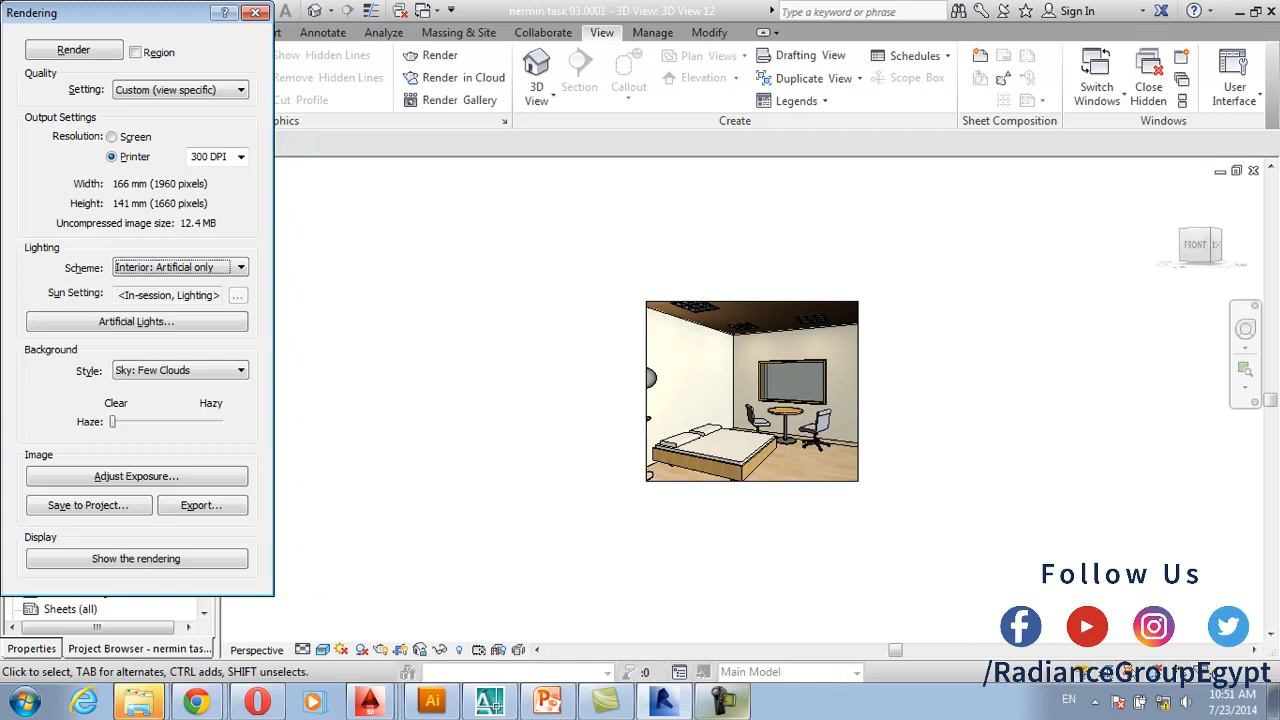 Rendering
nermin task 93.0001 - 3D View: 3D View 12
Type a keyword or phrase
Sign In
Annotate Analyze Massing & Site Collaborate View Manage Modify
Render
Region
Quality
Setting: Custom (view specific)
Output Settings
Resolution: Screen
Printer 300 DPI
Width: 166 mm (1960 pixels)
Height: 141 mm (1660 pixels)
Uncompressed image size: 12.4 MB
Lighting
Scheme: Interior: Artificial only
Sun Setting: <In-session, Lighting> ...
Artificial Lights...
Background
Style: Sky: Few Clouds
Clear Hazy
Haze:
Image
Adjust Exposure...
Save to Project... Export...
Display
Show the rendering
Show Hidden Lines
Remove Hidden Lines
Cut Profile
Render
Render in Cloud
Render Gallery
3D
View
Section
Callout
Plan Views
Elevation
Drafting View
Duplicate View
Legends
Schedules
Scope Box
Switch
Windows
Close
Hidden
User
Interface
Create
Sheet Composition
Windows
FRONT
Sheets (all)
Properties Project Browser - nermin tas...
Perspective
Click to select, TAB for alternates, CTRL adds, SHIFT unselects.
:0
Main Model
Follow Us
/RadianceGroupEgypt
EN
10:51 AM
7/23/2014